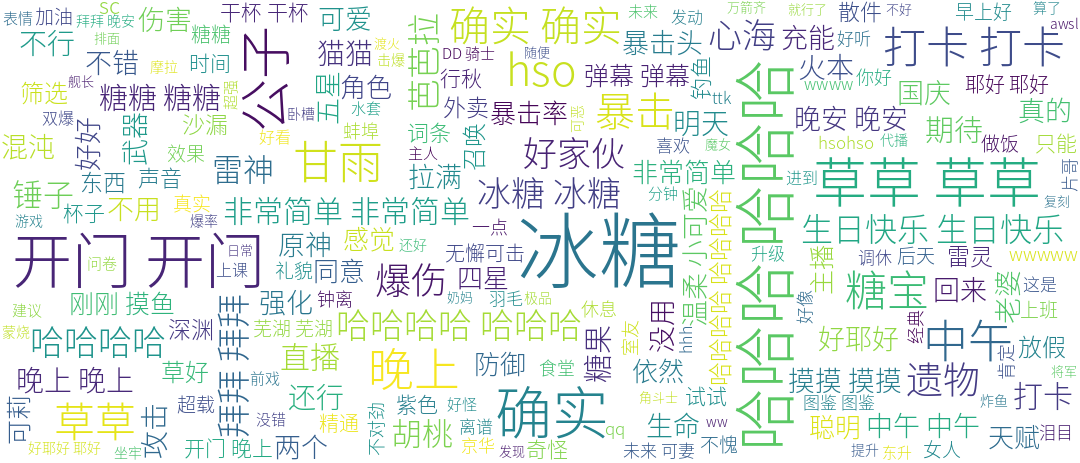 表情 加油
SC
拜拜 晚安
排面
伤害
干杯 干杯
可爱
确实 确实
未来
万箭齐
就行了
算了
发动
散件
不好
早上好
awsl
不行
糖糖
公子
猫猫
渡火
击爆
DD 骑士
随便
芭芭拉
hso
暴击头
心海
充能
好听
打卡 打卡
不错
摩拉
时间
五星
角色
行秋
弹幕 弹幕
钓鱼
哈哈哈哈哈哈
火本
你好
wwww
国庆
耶好 耶好
筛选
舰长
糖糖 糖糖
嘿嘿
卧槽
水套
外卖
暴击率
可恶
暴击
ttk
真的
双爆
武器
沙漏
好看
蚌埠
词条
召唤
明天
晚安 晚安
期待
做饭
只能
混沌
好好好
效果
雷神
甘雨
主人
拉满
好家伙
喜欢
魔女
hsohso
代播
片哥
锤子
东西
声音
冰糖 冰糖
非常简单
分钟
进到
草草 草草
复刻
杯子
不用
真实
非常简单 非常简单
小可爱
温柔
生日快乐 生日快乐
游戏
爆率
一点
冰糖
开门 开门
日常
原神
感觉
还好
无懈可击
哈哈哈哈哈哈哈
升级
调休
后天
雷灵
wwwww
问卷
上课
礼貌
同意
爆伤
四星
主播
糖宝
回来
这是
刚刚
摸鱼
强化
钟离
奶妈
羽毛
极品
好像
老婆
上班
建议
深渊
拜拜拜拜
芜湖 芜湖
哈哈哈哈 哈哈哈
休息
室友
没用
hhh
好耶好
经典
中午
放假
蒙烧
哈哈哈哈
直播
晚上
防御
糖果
依然
肯定
将军
晚上 晚上
草好
前戏
还行
食堂
角斗士
试试
摸摸 摸摸
遗物
炸鱼
打卡
可莉
草草
攻击
超载
没错
精通
不对劲
紫色
好怪
确实
生命
ww
图鉴 图鉴
聪明
中午 中午
天赋
泪目
好耶好 耶好
坐牢
开门 晚上
两个
胡桃
离谱
京华
发现
奇怪
qq
未来 可妻
不愧
提升
东升
女人